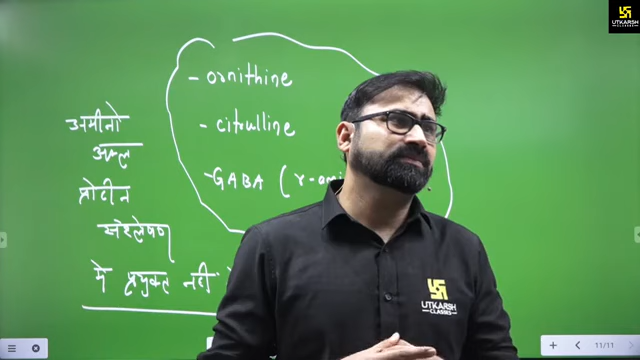 UTKARSH
CLASSES
- ornithine
- citrulline
- GABA (γ-ami
अमीनो
अम्ल
प्रोटीन
संश्लेषण
में प्रयुक्त नहीं
UTKARSH
CLASSES
11/11